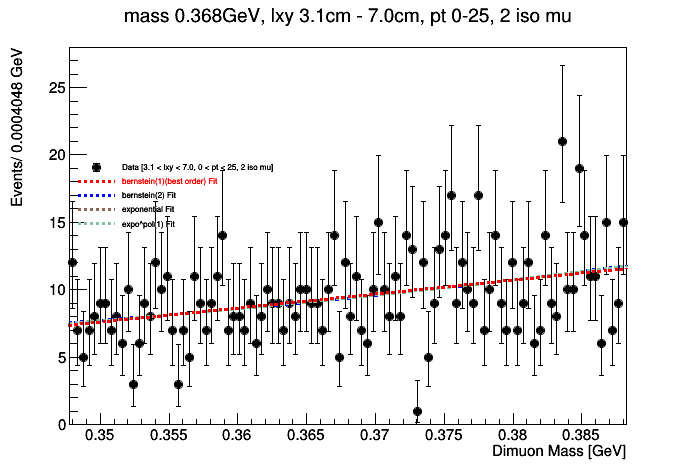 mass 0.368GeV, lxy 3.1cm - 7.0cm, pt 0-25, 2 iso mu
Events/ 0.0004048 GeV
25
20
15
10
5
0
Data [3.1 < lxy < 7.0, 0 < pt < 25, 2 iso mu]
bernstein(1)(best order) Fit
bernstein(2) Fit
exponential Fit
expo*pol(1) Fit
0.35 0.355 0.36 0.365 0.37 0.375 0.38 0.385
Dimuon Mass [GeV]